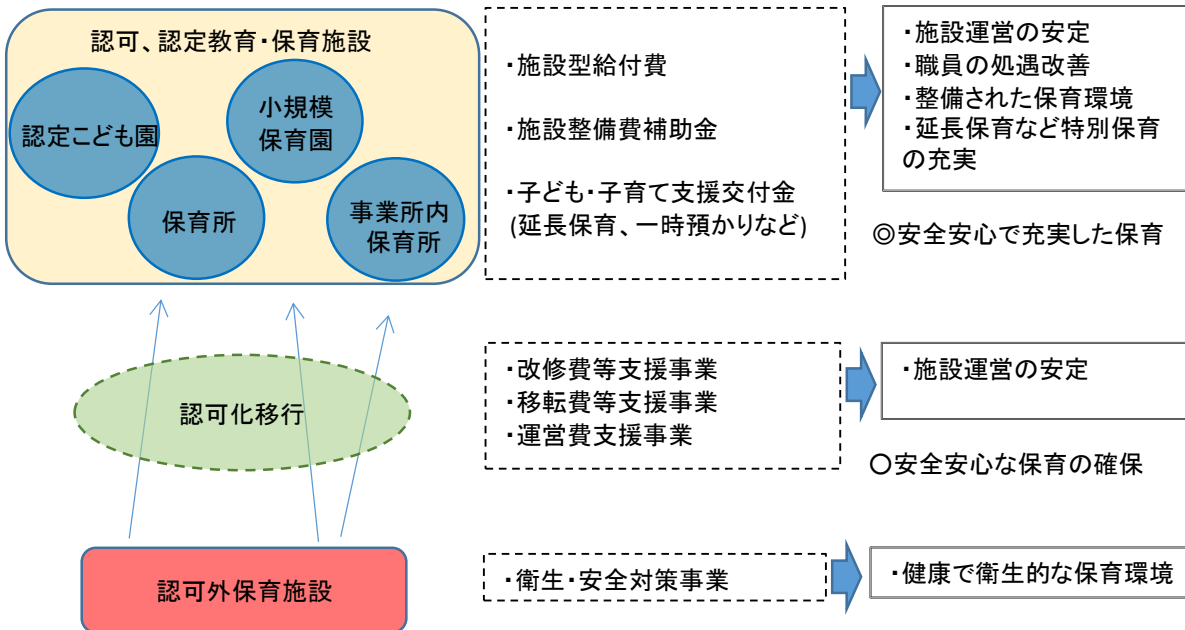 認可、認定教育・保育施設
認定こども園
小規模
保育園
保育所
事業所内
保育所
・施設型給付費
・施設整備費補助金
・子ども・子育て支援交付金
(延長保育、一時預かりなど)
・施設運営の安定
・職員の処遇改善
・整備された保育環境
・延長保育など特別保育
の充実
◎安全安心で充実した保育
認可化移行
・改修費等支援事業
・移転費等支援事業
・運営費支援事業
・施設運営の安定
○安全安心な保育の確保
認可外保育施設
・衛生・安全対策事業
・健康で衛生的な保育環境